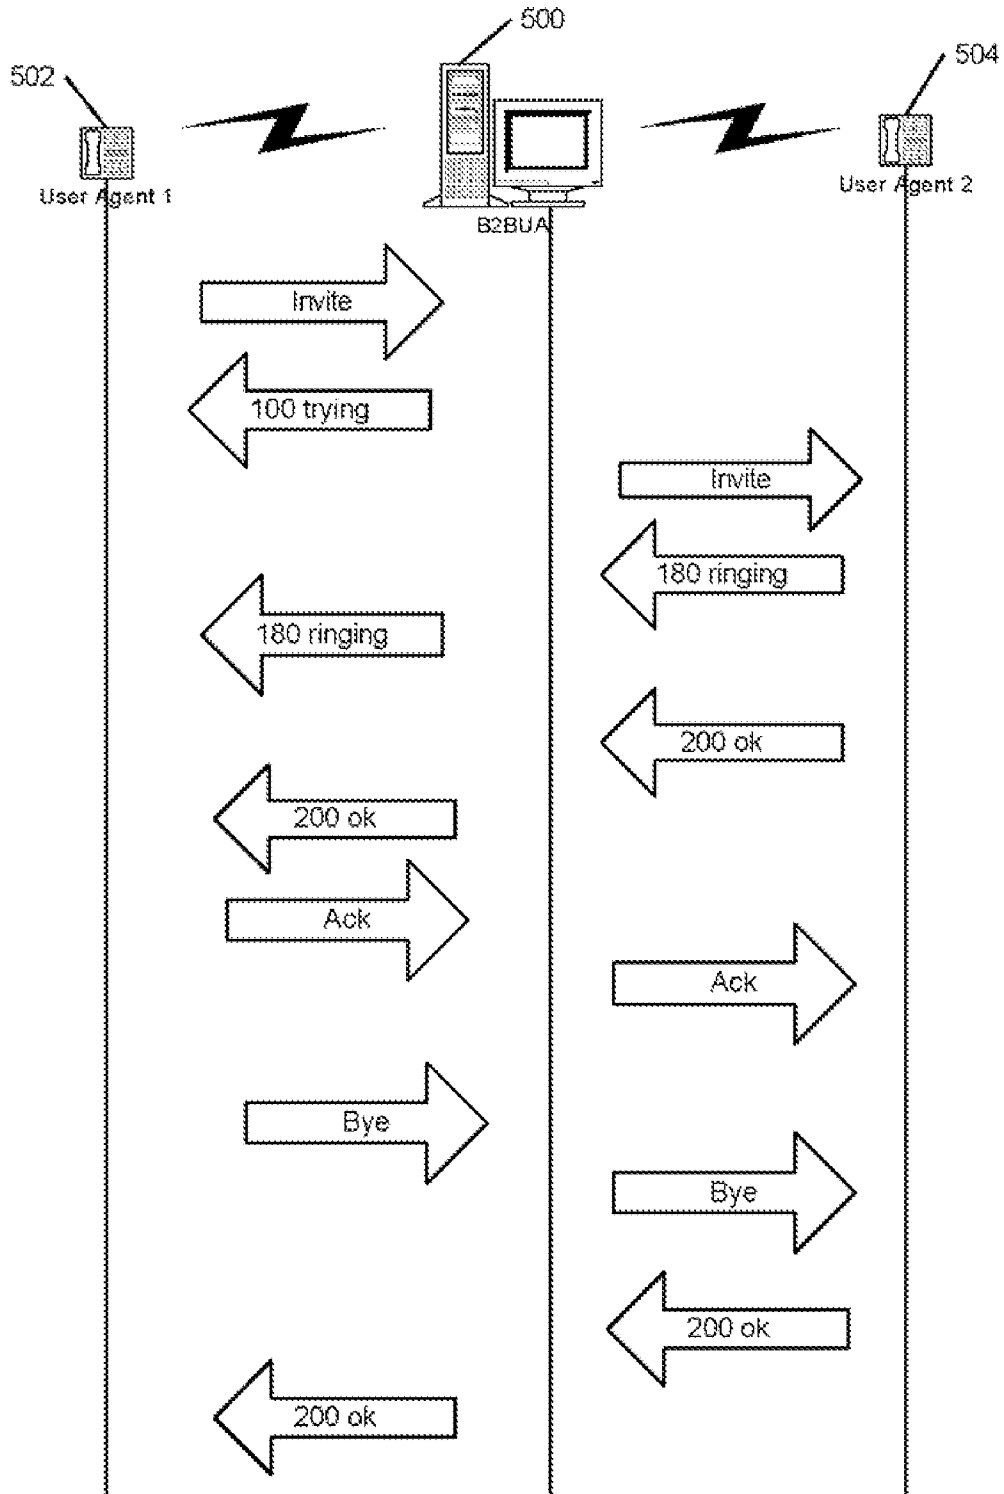 500
502
504
User Agent 1
User Agent 2
B2BUA
Invite
100 trying
Invite
180 ringing
180 ringing
200 ok
200 ok
Ack
Ack
Bye
Bye
200 ok
200 ok